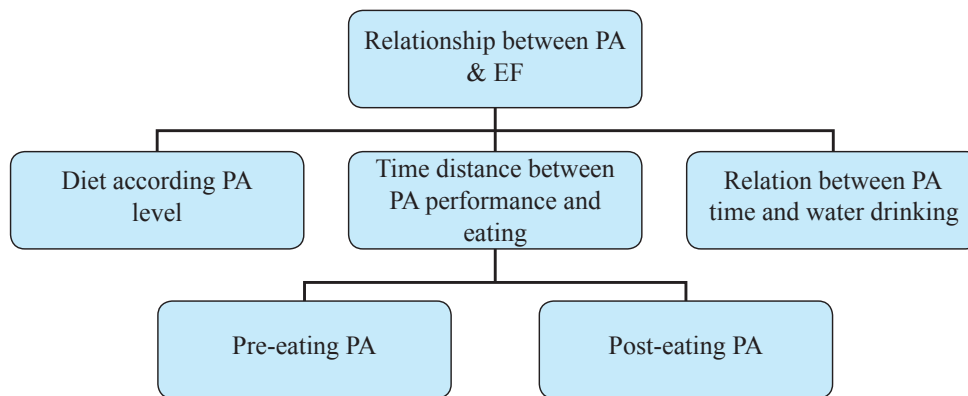 Relationship between PA
& EF
Diet according PA
level
Time distance between
PA performance and
eating
Relation between PA
time and water drinking
Pre-eating PA
Post-eating PA